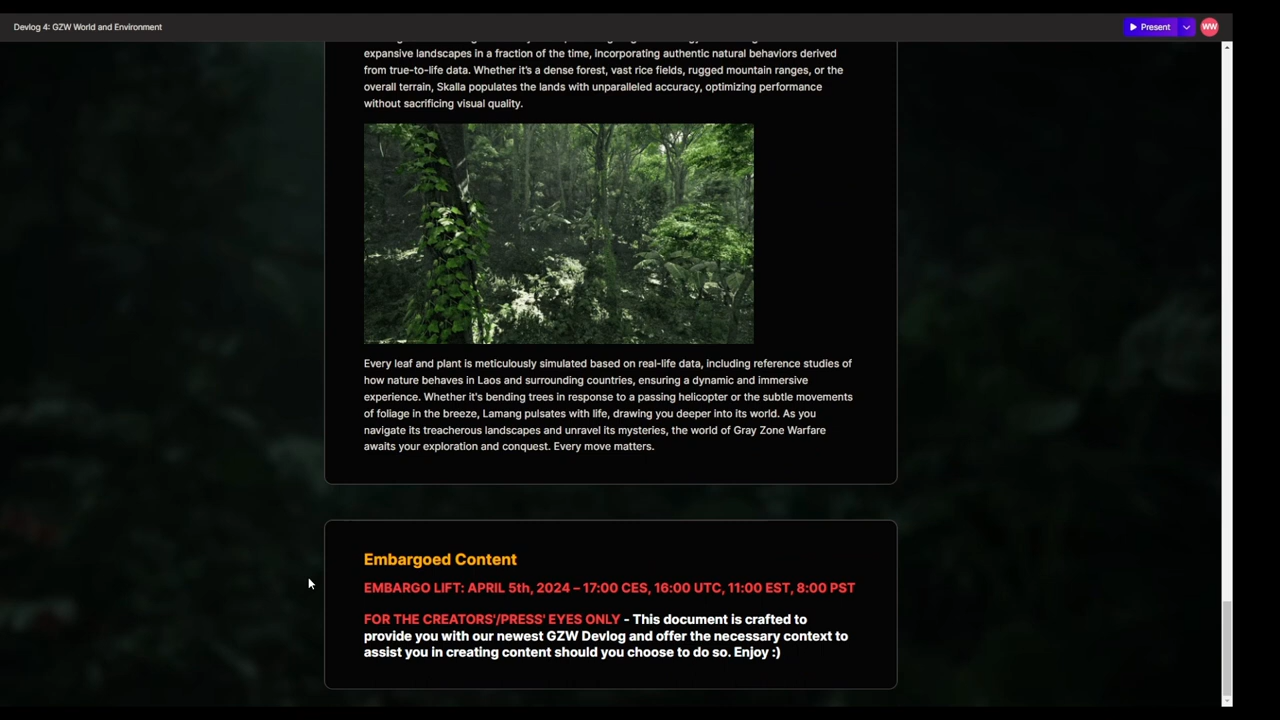 Devlog 4: GZW World and Environment
Present
WW
expansive landscapes in a fraction of the time, incorporating authentic natural behaviors derived
from true-to-life data. Whether it's a dense forest, vast rice fields, rugged mountain ranges, or the
overall terrain, Skalla populates the lands with unparalleled accuracy, optimizing performance
without sacrificing visual quality.
Every leaf and plant is meticulously simulated based on real-life data, including reference studies of
how nature behaves in Laos and surrounding countries, ensuring a dynamic and immersive
experience. Whether it's bending trees in response to a passing helicopter or the subtle movements
of foliage in the breeze, Lamang pulsates with life, drawing you deeper into its world. As you
navigate its treacherous landscapes and unravel its mysteries, the world of Gray Zone Warfare
awaits your exploration and conquest. Every move matters.
Embargoed Content
EMBARGO LIFT: APRIL 5th, 2024 – 17:00 CES, 16:00 UTC, 11:00 EST, 8:00 PST
FOR THE CREATORS'/PRESS' EYES ONLY - This document is crafted to
provide you with our newest GZW Devlog and offer the necessary context to
assist you in creating content should you choose to do so. Enjoy :)